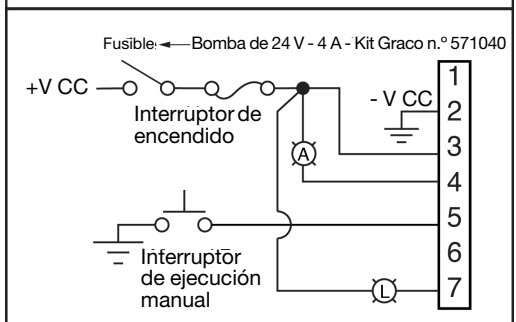 Fusible Bomba de 24 V - 4 A - Kit Graco n.º 571040
+V CC
Interruptor de
encendido
- V CC
1
2
3
4
5
6
7
A
Interruptor
de ejecución
manual
L